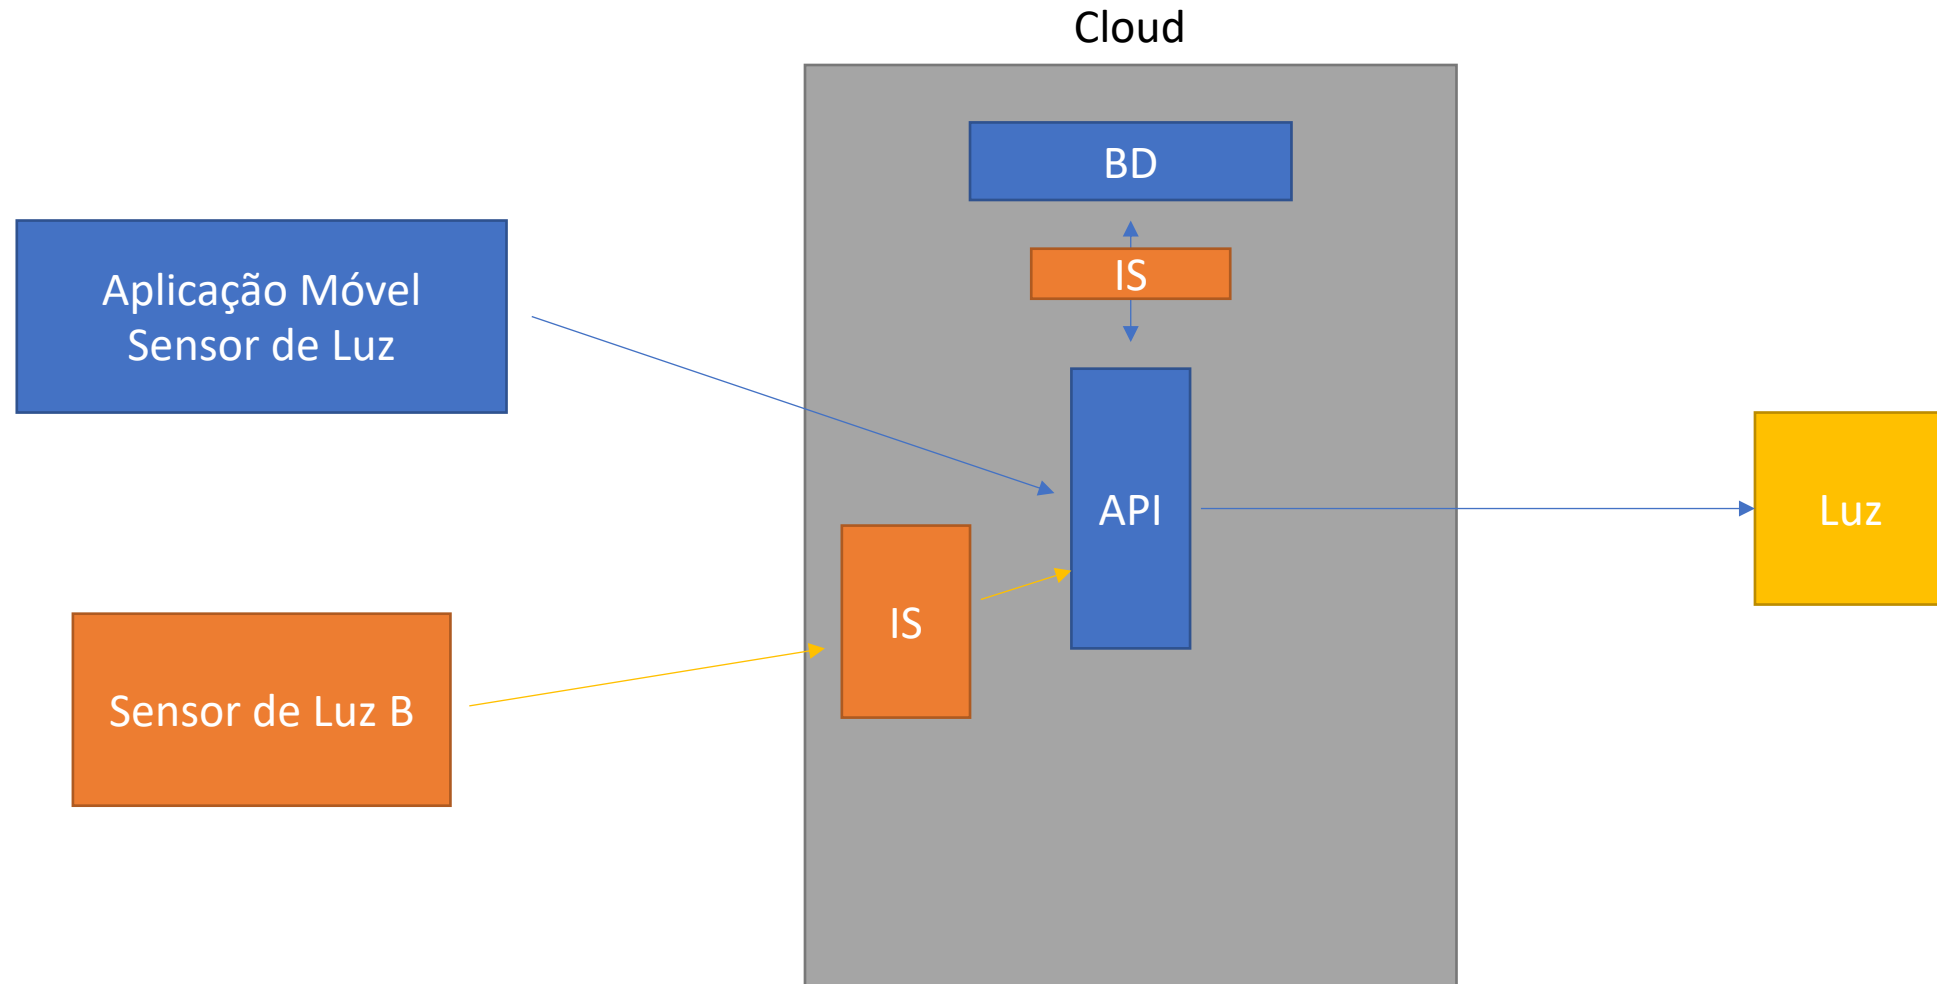 Cloud
BD
IS
Aplicação Móvel
Sensor de Luz
API
Luz
IS
Sensor de Luz B